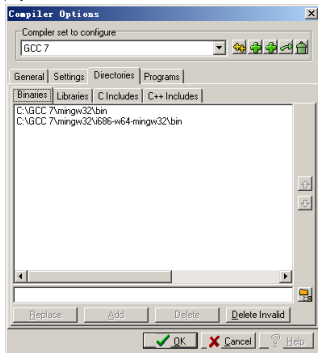 Compiler Options
Compiler set to configure
GCC 7
General Settings Directories Programs
Binaries Libraries C Includes C++ Includes
C:\GCC 7\mingw32\bin
C:\GCC 7\mingw32\i686-w64-mingw32\bin
Replace Add Delete Delete Invalid
OK Cancel Help